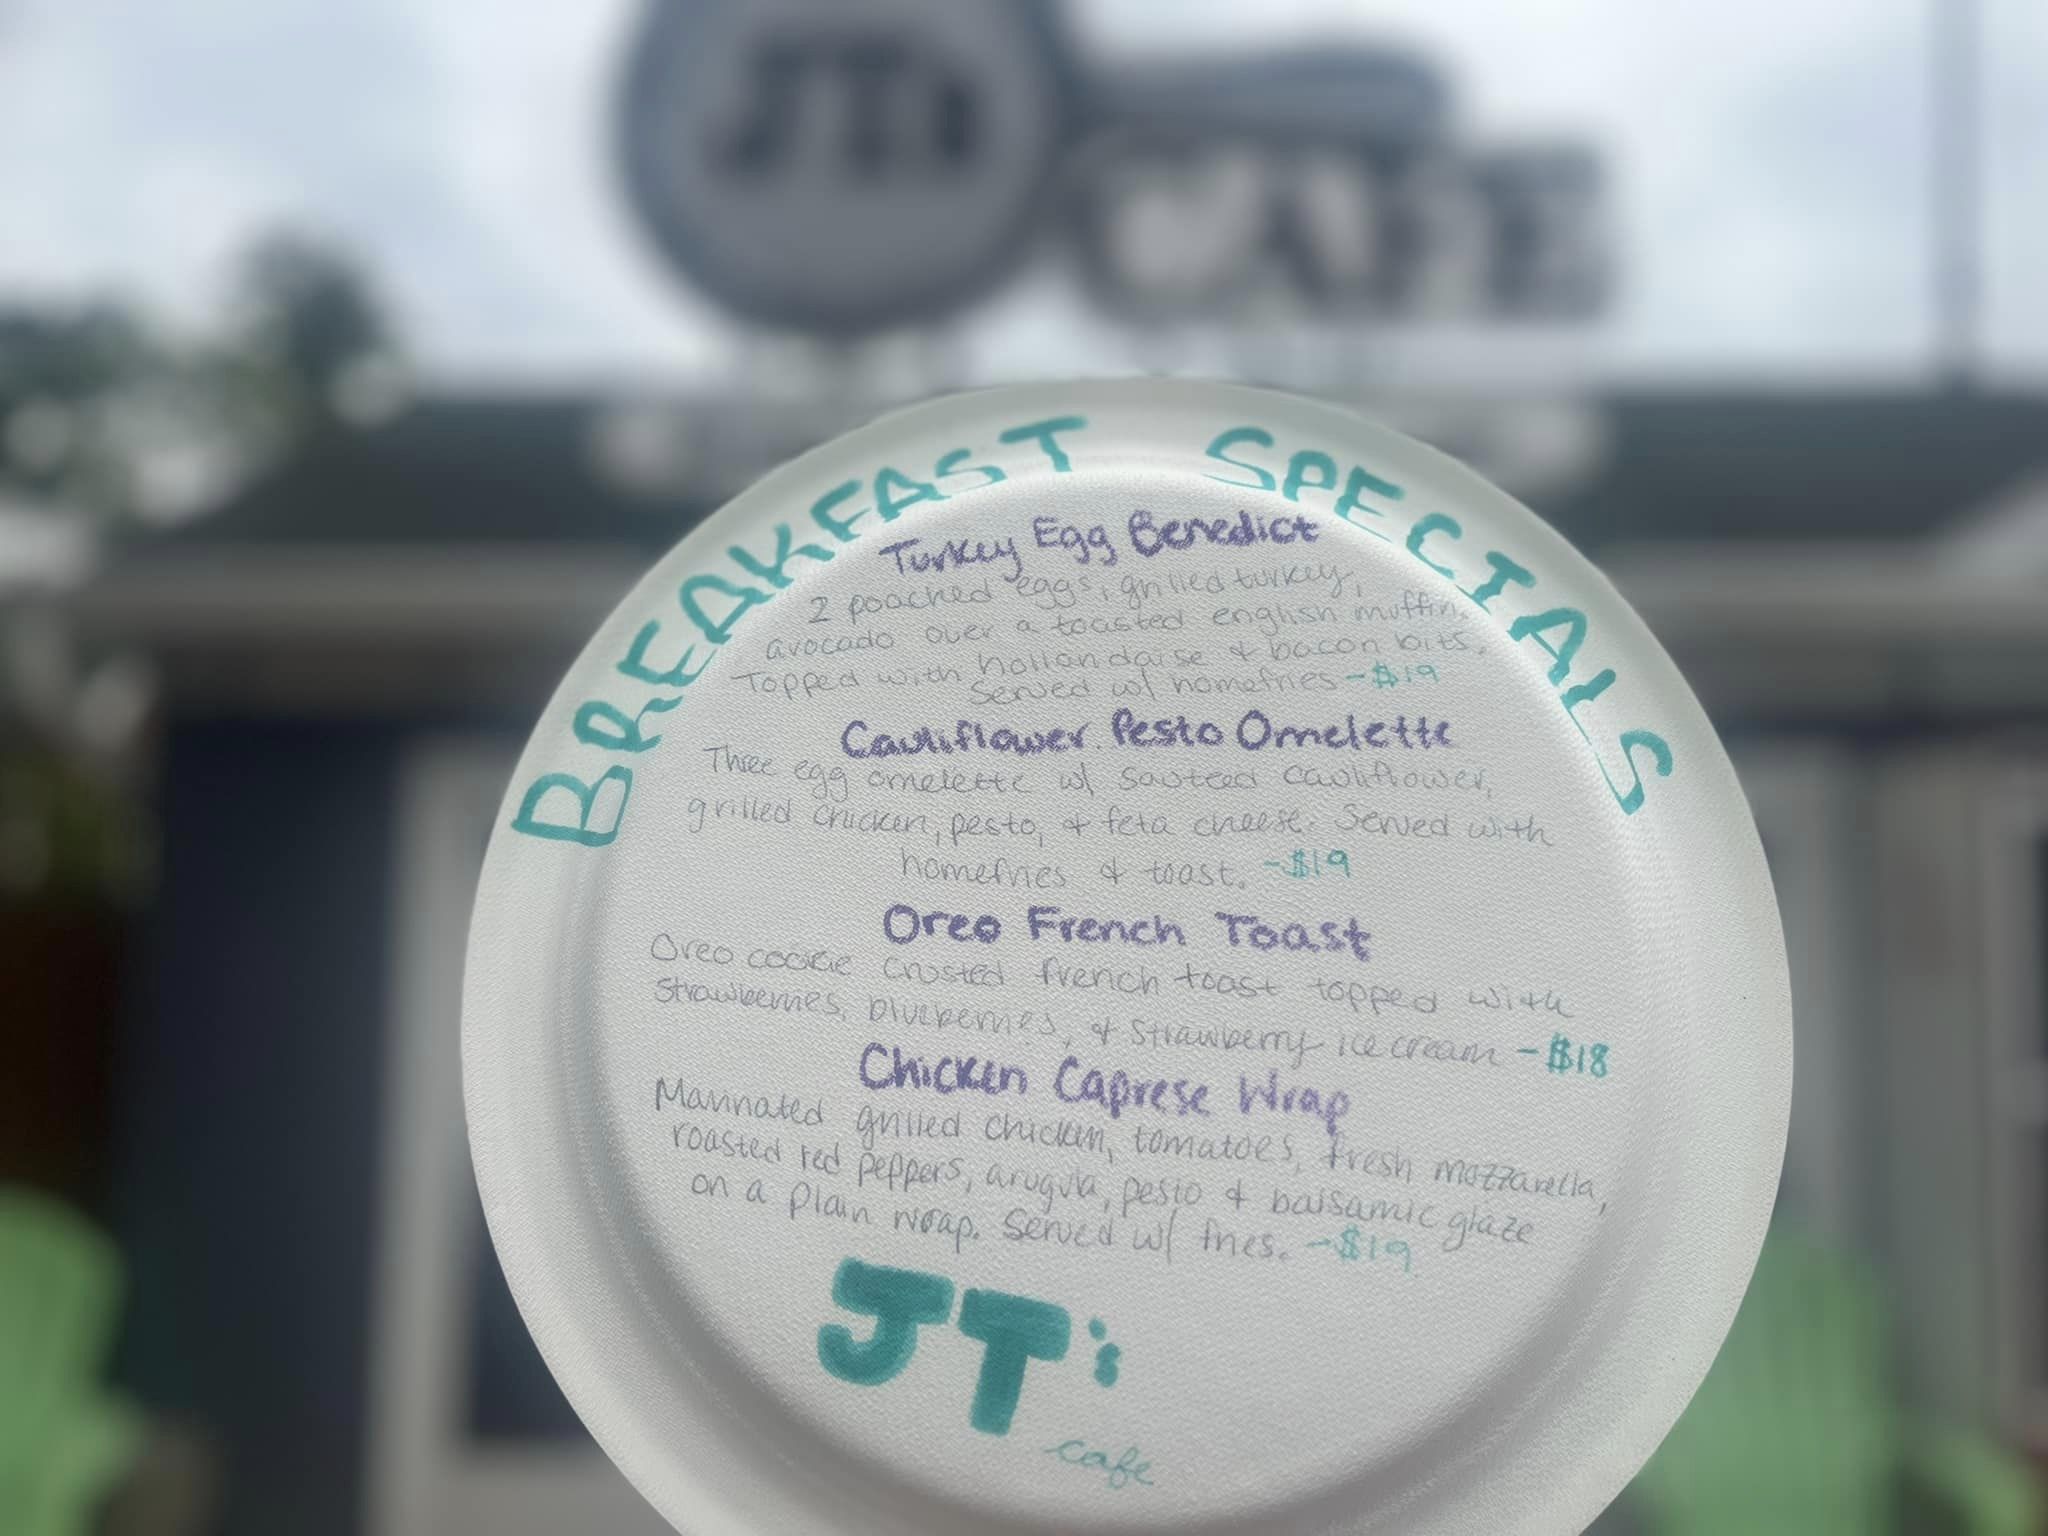 JT's
CAFE
BREAKFAST SPECIALS
Turkey Egg Benedict
2 poached eggs, grilled turkey,
avocado over a toasted english muffin.
Topped with hollandaise & bacon bits.
Served w/ homefries -$19
Cauliflower Pesto Omelette
Three egg omelette w/ sauteed cauliflower,
grilled chicken, pesto, & feta cheese. Served with
homefries & toast. -$19
Oreo French Toast
Oreo cookie crusted french toast topped with
strawberries, blueberries, & strawberry ice cream -$18
Chicken Caprese Wrap
Marinated grilled chicken, tomatoes, fresh mozzarella,
roasted red peppers, arugula, pesto & balsamic glaze
on a plain wrap. Served w/ fries. -$19
JT's
cafe